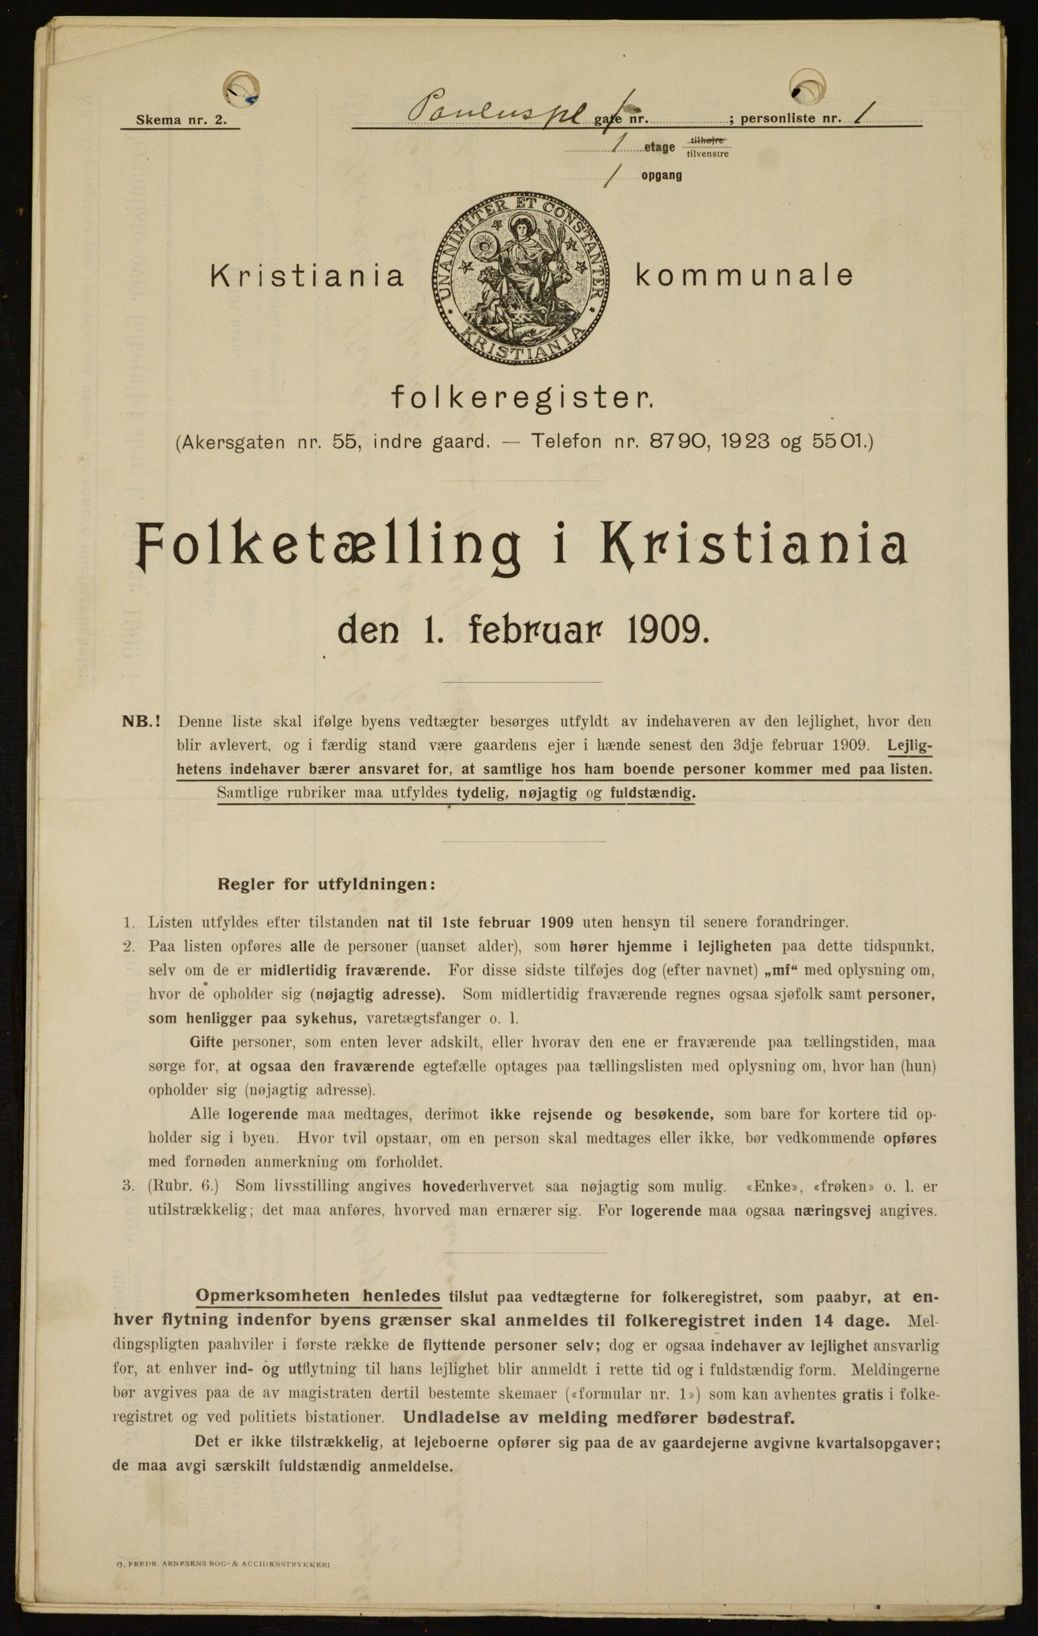 Skema nr. 2.
Paulus pl gate nr. 1; personliste nr. 1
1 etage tilhøjre
tilvenstre
1 opgang
UNANIMITER ET CONSTANTER
KRISTIANIA
Kristiania kommunale
folkeregister.
(Akersgaten nr. 55, indre gaard. — Telefon nr. 8790, 1923 og 5501.)
Folketælling i Kristiania
den 1. februar 1909.
NB.! Denne liste skal ifølge byens vedtægter besørges utfyldt av indehaveren av den lejlighet, hvor den
blir avlevert, og i færdig stand være gaardens ejer i hænde senest den 3dje februar 1909. Lejlig-
hetens indehaver bærer ansvaret for, at samtlige hos ham boende personer kommer med paa listen.
Samtlige rubriker maa utfyldes tydelig, nøjagtig og fuldstændig.
Regler for utfyldningen:
1. Listen utfyldes efter tilstanden nat til 1ste februar 1909 uten hensyn til senere forandringer.
2. Paa listen opføres alle de personer (uanset alder), som hører hjemme i lejligheten paa dette tidspunkt,
selv om de er midlertidig fraværende. For disse sidste tilføjes dog (efter navnet) „mf“ med oplysning om,
hvor de opholder sig (nøjagtig adresse). Som midlertidig fraværende regnes ogsaa sjøfolk samt personer,
som henligger paa sykehus, varetægtsfanger o. l.
Gifte personer, som enten lever adskilt, eller hvorav den ene er fraværende paa tællingstiden, maa
sørge for, at ogsaa den fraværende egtefælle optages paa tællingslisten med oplysning om, hvor han (hun)
opholder sig (nøjagtig adresse).
Alle logerende maa medtages, derimot ikke rejsende og besøkende, som bare for kortere tid op-
holder sig i byen. Hvor tvil opstaar, om en person skal medtages eller ikke, bør vedkommende opføres
med fornøden anmerkning om forholdet.
3. (Rubr. 6.) Som livsstilling angives hovederhvervet saa nøjagtig som mulig. «Enke», «frøken» o. l. er
utilstrækkelig; det maa anføres, hvorved man ernærer sig. For logerende maa ogsaa næringsvej angives.
Opmerksomheten henledes tilslut paa vedtægterne for folkeregistret, som paabyr, at en-
hver flytning indenfor byens grænser skal anmeldes til folkeregistret inden 14 dage. Mel-
dingspligten paahviler i første række de flyttende personer selv; dog er ogsaa indehaver av lejlighet ansvarlig
for, at enhver ind- og utflytning til hans lejlighet blir anmeldt i rette tid og i fuldstændig form. Meldingerne
bør avgives paa de av magistraten dertil bestemte skemaer («formular nr. 1») som kan avhentes gratis i folke-
registret og ved politiets bistationer. Undladelse av melding medfører bødestraf.
Det er ikke tilstrækkelig, at lejeboerne opfører sig paa de av gaardejerne avgivne kvartalsopgaver;
de maa avgi særskilt fuldstændig anmeldelse.
O. FREDR. ARNESENS BOG- & ACCIDENSTRYKKERI